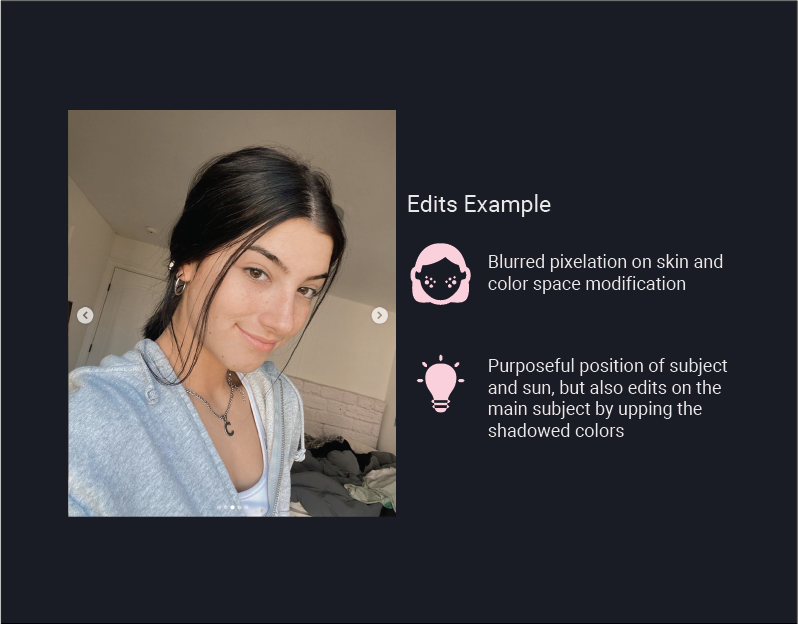 Edits Example
Blurred pixelation on skin and
color space modification
Purposeful position of subject
and sun, but also edits on the
main subject by upping the
shadowed colors
C